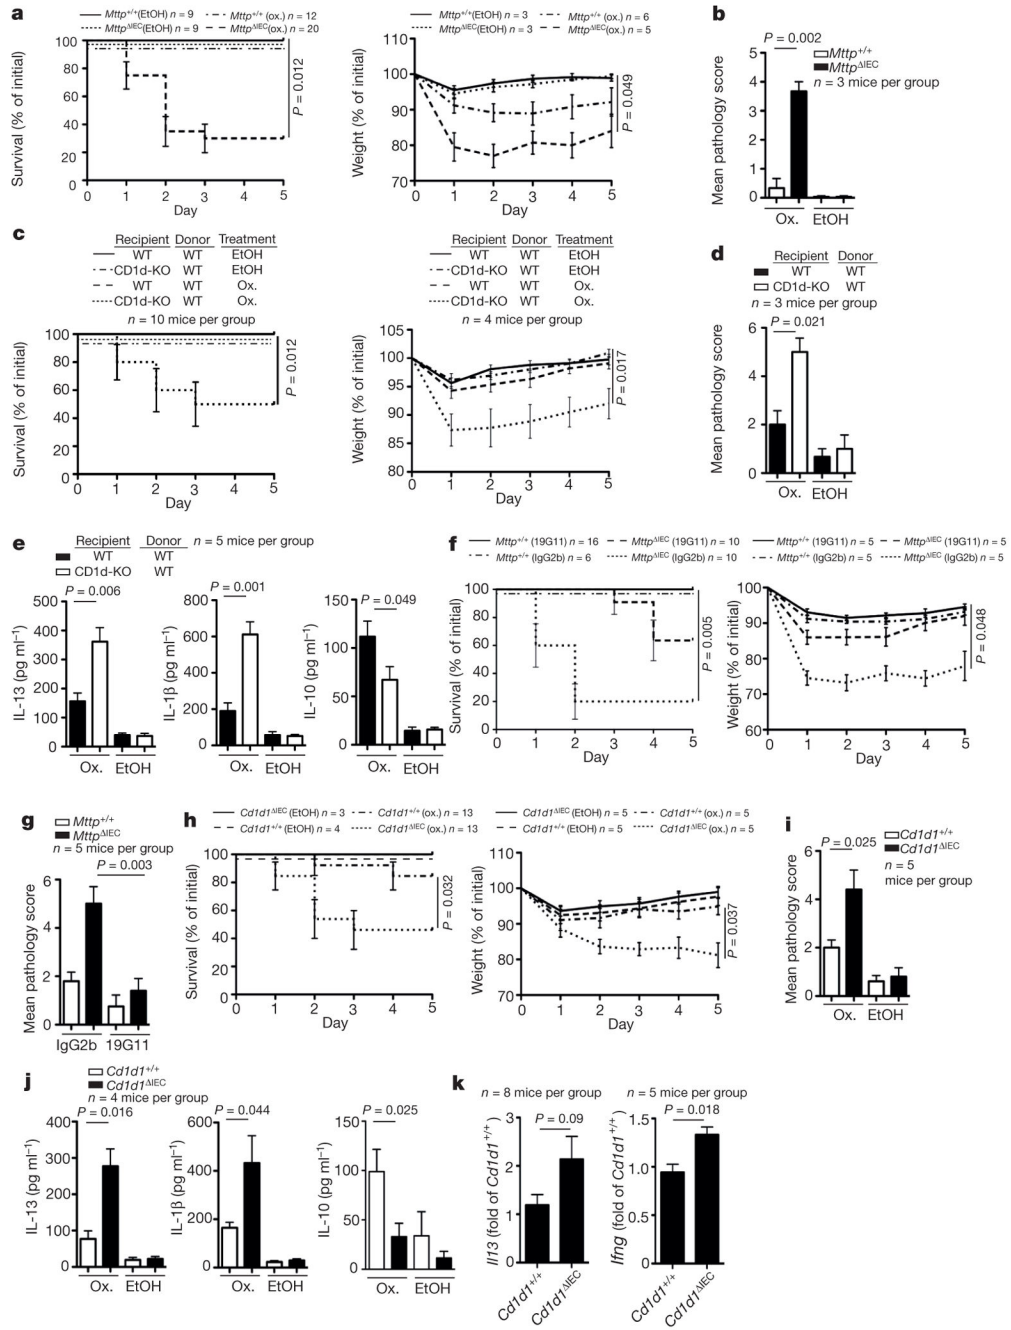 a
Mttp+/+(EtOH) n = 9
Mttp+/+ (ox.) n = 12
MttpΔIEC(EtOH) n = 9
MttpΔIEC(ox.) n = 20
Survival (% of initial)
100
80
60
40
20
0
0 1 2 3 4 5
Day
P = 0.012
Mttp+/+(EtOH) n = 3
Mttp+/+ (ox.) n = 6
MttpΔIEC(EtOH) n = 3
MttpΔIEC(ox.) n = 5
Weight (% of initial)
110
100
90
80
70
0 1 2 3 4 5
Day
P = 0.049
b
P = 0.002
Mttp+/+
MttpΔIEC
n = 3 mice per group
Mean pathology score
5
4
3
2
1
0
Ox. EtOH
c
Recipient Donor Treatment
WT WT EtOH
CD1d-KO WT EtOH
WT WT Ox.
CD1d-KO WT Ox.
n = 10 mice per group
Survival (% of initial)
100
80
60
40
20
0
0 1 2 3 4 5
Day
P = 0.012
Recipient Donor Treatment
WT WT EtOH
CD1d-KO WT EtOH
WT WT Ox.
CD1d-KO WT Ox.
n = 4 mice per group
Weight (% of initial)
105
100
95
90
85
80
0 1 2 3 4 5
Day
P = 0.017
d
Recipient Donor
WT WT
CD1d-KO WT
n = 3 mice per group
P = 0.021
Mean pathology score
6
4
2
0
Ox. EtOH
e
Recipient Donor
WT WT
CD1d-KO WT
n = 5 mice per group
P = 0.006
IL-13 (pg ml–1)
500
400
300
200
100
0
Ox. EtOH
P = 0.001
IL-1β (pg ml–1)
800
600
400
200
0
Ox. EtOH
P = 0.049
IL-10 (pg ml–1)
150
100
50
0
Ox. EtOH
f
Mttp+/+ (19G11) n = 16
MttpΔIEC (19G11) n = 10
Mttp+/+ (IgG2b) n = 6
MttpΔIEC (IgG2b) n = 10
Survival (% of initial)
100
80
60
40
20
0
0 1 2 3 4 5
Day
P = 0.005
Mttp+/+ (19G11) n = 5
MttpΔIEC (19G11) n = 5
Mttp+/+ (IgG2b) n = 5
MttpΔIEC (IgG2b) n = 5
Weight (% of initial)
100
90
80
70
60
0 1 2 3 4 5
Day
P = 0.048
g
Mttp+/+
MttpΔIEC
n = 5 mice per group
P = 0.003
Mean pathology score
6
4
2
0
IgG2b 19G11
h
Cd1d1ΔIEC (EtOH) n = 3
Cd1d1+/+ (ox.) n = 13
Cd1d1+/+ (EtOH) n = 4
Cd1d1ΔIEC (ox.) n = 13
Survival (% of initial)
100
80
60
40
20
0
0 1 2 3 4 5
Day
P = 0.032
Cd1d1ΔIEC (EtOH) n = 5
Cd1d1+/+ (ox.) n = 5
Cd1d1+/+ (EtOH) n = 5
Cd1d1ΔIEC (ox.) n = 5
Weight (% of initial)
110
100
90
80
70
0 1 2 3 4 5
Day
P = 0.037
i
P = 0.025
Cd1d1+/+
Cd1d1ΔIEC
n = 5
mice per group
Mean pathology score
6
4
2
0
Ox. EtOH
j
Cd1d1+/+
Cd1d1ΔIEC
n = 4 mice per group
P = 0.016
IL-13 (pg ml–1)
400
300
200
100
0
Ox. EtOH
P = 0.044
IL-1β (pg ml–1)
600
400
200
0
Ox. EtOH
P = 0.025
IL-10 (pg ml–1)
150
100
50
0
Ox. EtOH
k
n = 8 mice per group
P = 0.09
Il13 (fold of Cd1d1+/+)
3
2
1
0
Cd1d1+/+
Cd1d1ΔIEC
n = 5 mice per group
P = 0.018
Ifng (fold of Cd1d1+/+)
1.5
1.0
0.5
0
Cd1d1+/+
Cd1d1ΔIEC